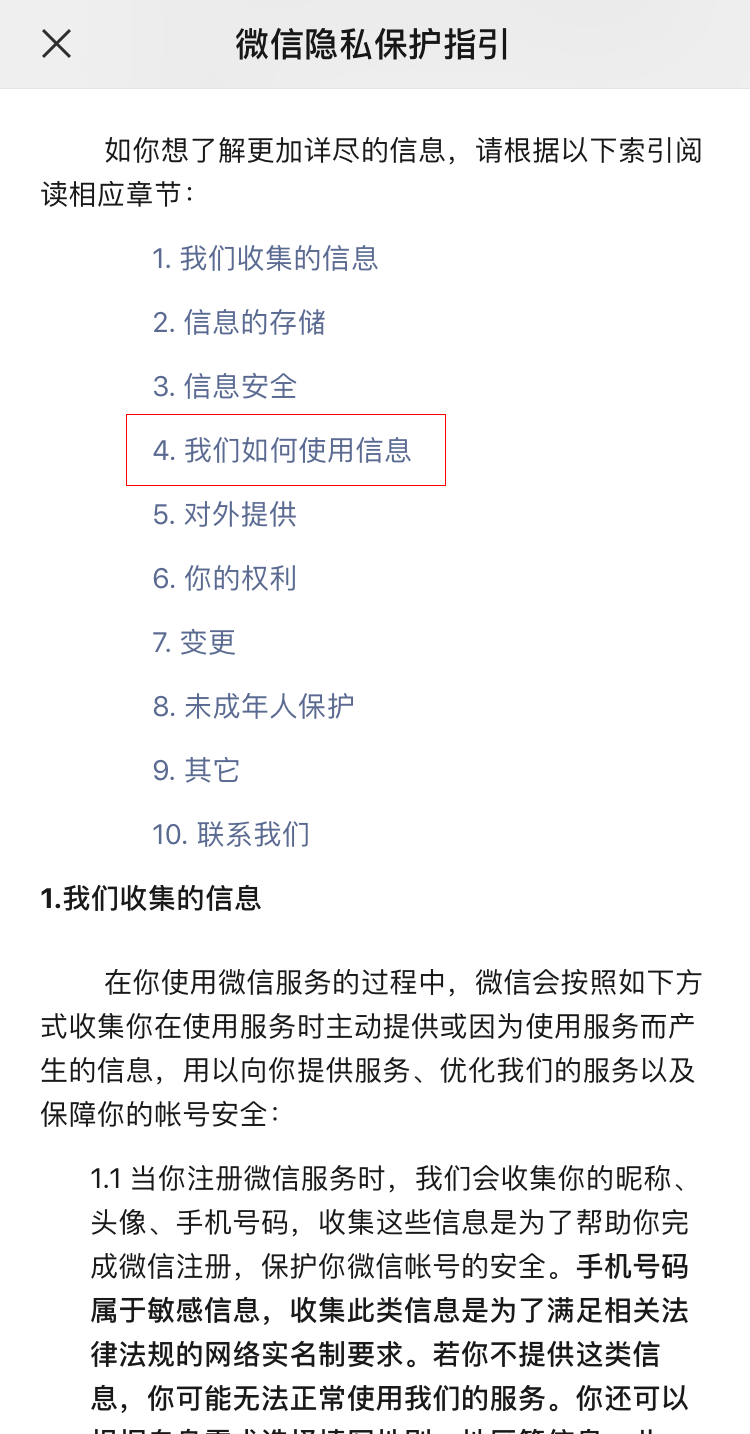 微信隐私保护指引
如你想了解更加详尽的信息，请根据以下索引阅
读相应章节：
1. 我们收集的信息
2. 信息的存储
3. 信息安全
4. 我们如何使用信息
5. 对外提供
6. 你的权利
7. 变更
8. 未成年人保护
9. 其它
10. 联系我们
1.我们收集的信息
在你使用微信服务的过程中，微信会按照如下方
式收集你在使用服务时主动提供或因为使用服务而产
生的信息，用以向你提供服务、优化我们的服务以及
保障你的帐号安全：
1.1 当你注册微信服务时，我们会收集你的昵称、
头像、手机号码，收集这些信息是为了帮助你完
成微信注册，保护你微信帐号的安全。手机号码
属于敏感信息，收集此类信息是为了满足相关法
律法规的网络实名制要求。若你不提供这类信
息，你可能无法正常使用我们的服务。你还可以